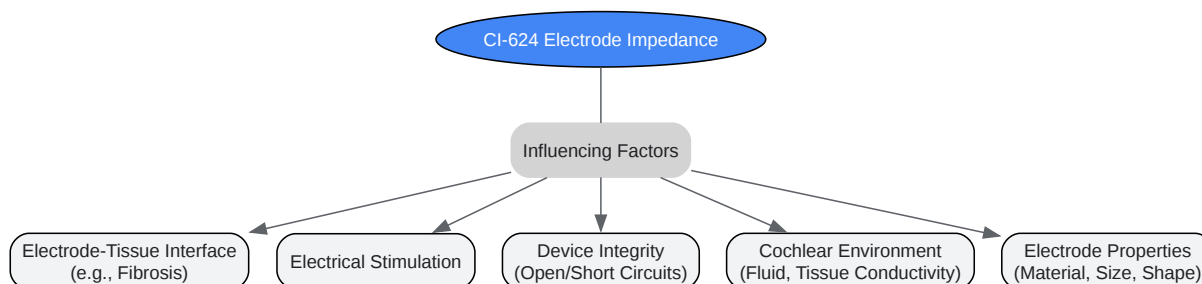 CI-624 Electrode Impedance
Influencing Factors
Electrode-Tissue Interface
(e.g., Fibrosis)
Electrical Stimulation
Device Integrity
(Open/Short Circuits)
Cochlear Environment
(Fluid, Tissue Conductivity)
Electrode Properties
(Material, Size, Shape)